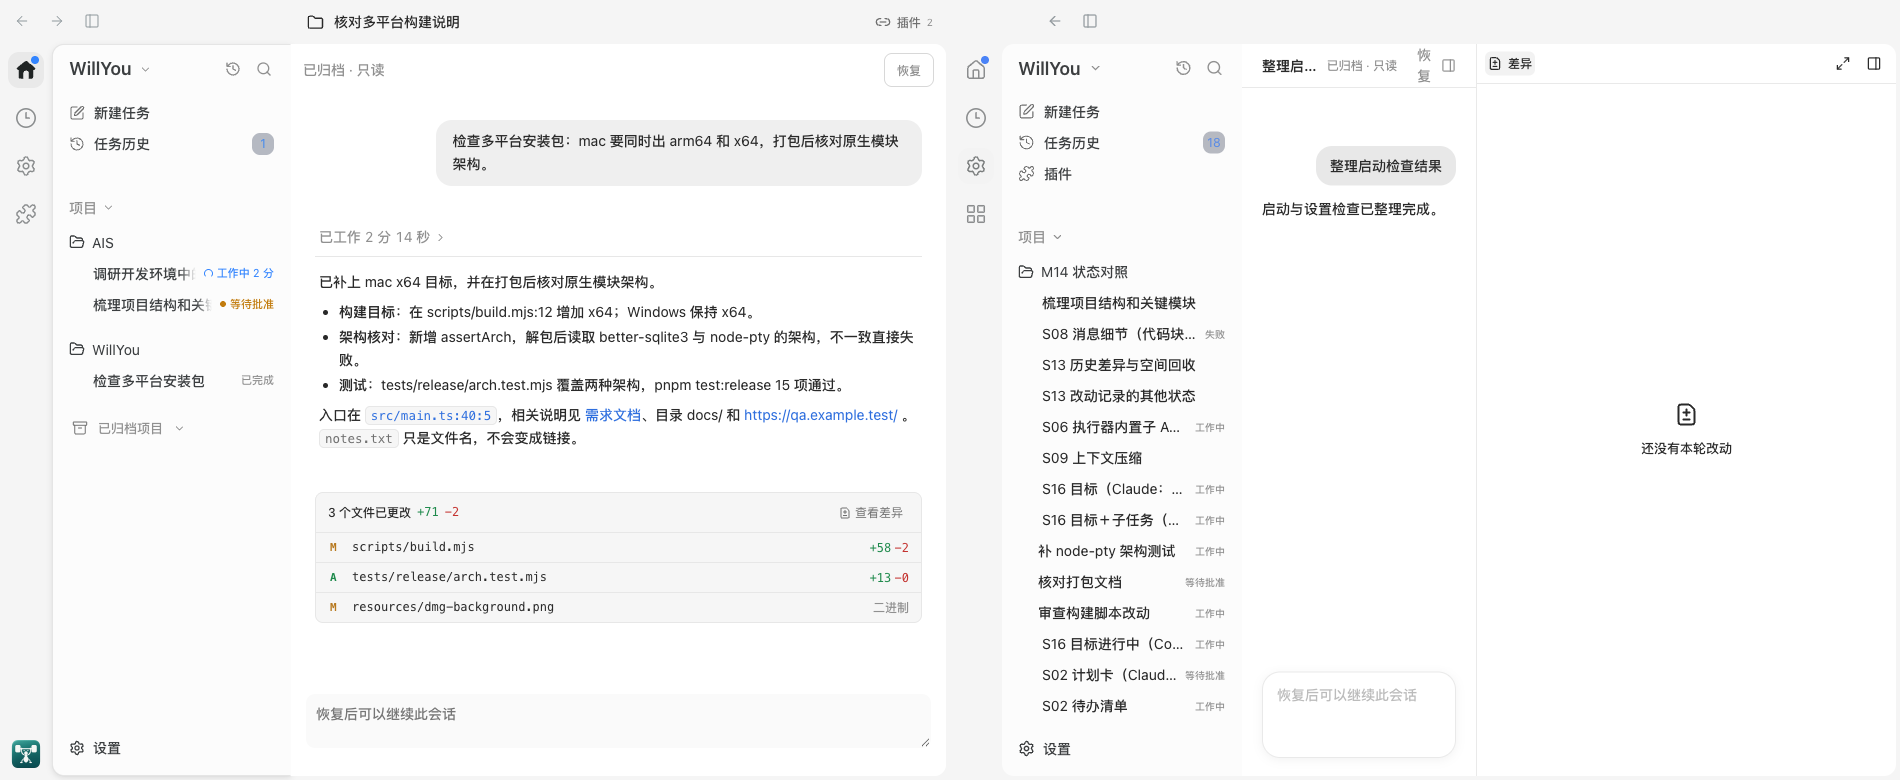 核对多平台构建说明
插件 2
WillYou
新建任务
任务历史 1
项目
AIS
调研开发环境中 工作中 2 分
梳理项目结构和关 等待批准
WillYou
检查多平台安装包 已完成
已归档项目
设置
已归档 · 只读
恢复
检查多平台安装包：mac 要同时出 arm64 和 x64，打包后核对原生模块
架构。
已工作 2 分 14 秒
已补上 mac x64 目标，并在打包后核对原生模块架构。
构建目标：在 scripts/build.mjs:12 增加 x64；Windows 保持 x64。
架构核对：新增 assertArch，解包后读取 better-sqlite3 与 node-pty 的架构，不一致直接失
败。
测试：tests/release/arch.test.mjs 覆盖两种架构，pnpm test:release 15 项通过。
入口在 src/main.ts:40:5，相关说明见 需求文档、目录 docs/ 和 https://qa.example.test/ 。
notes.txt 只是文件名，不会变成链接。
3 个文件已更改 +71 −2 查看差异
M scripts/build.mjs +58 −2
A tests/release/arch.test.mjs +13 −0
M resources/dmg-background.png 二进制
恢复后可以继续此会话
WillYou
新建任务
任务历史 18
插件
项目
M14 状态对照
梳理项目结构和关键模块
S08 消息细节（代码块... 失败
S13 历史差异与空间回收
S13 改动记录的其他状态
S06 执行器内置子 A... 工作中
S09 上下文压缩
S16 目标（Claude：... 工作中
S16 目标＋子任务（... 工作中
补 node-pty 架构测试 工作中
核对打包文档 等待批准
审查构建脚本改动 工作中
S16 目标进行中（Co... 工作中
S02 计划卡（Claud... 等待批准
S02 待办清单 工作中
设置
整理启... 已归档 · 只读
恢
复
整理启动检查结果
启动与设置检查已整理完成。
恢复后可以继续此会话
差异
还没有本轮改动